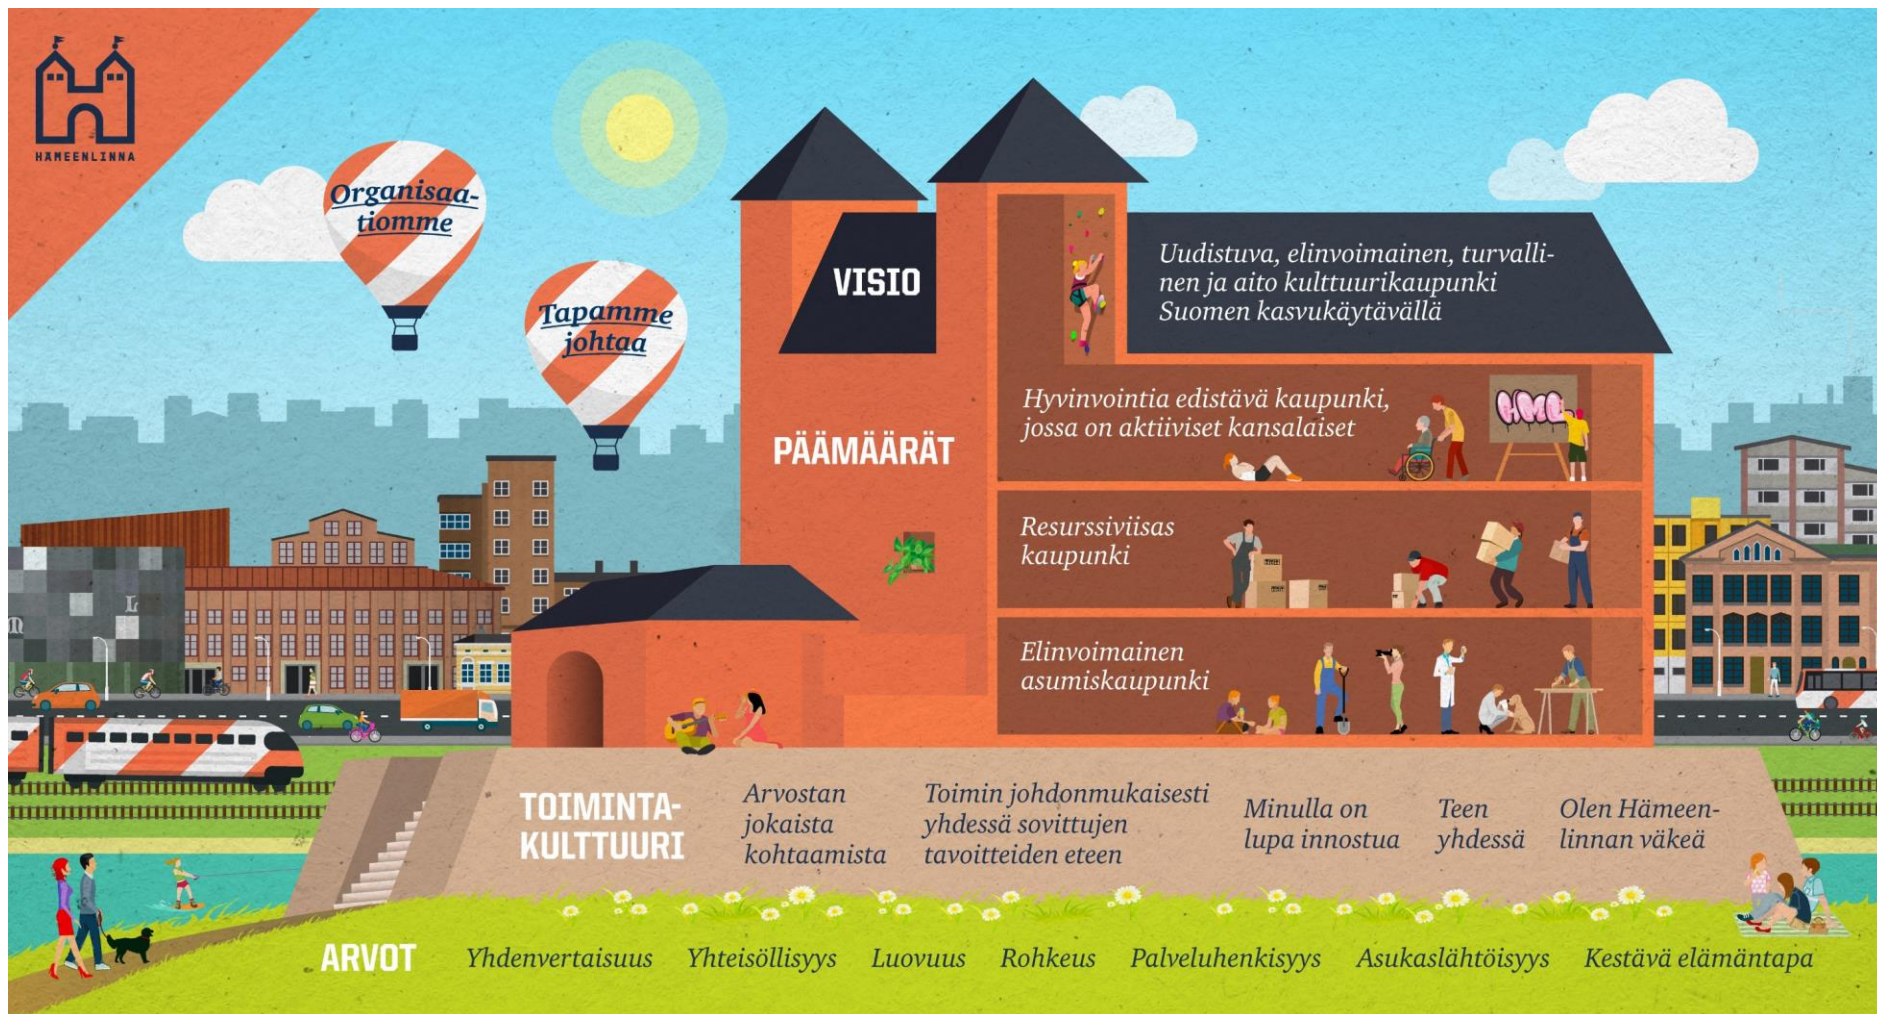 HÄMEENLINNA
Organisaa-
tiomme
Tapamme
johtaa
VISIO
Uudistuva, elinvoimainen, turvalli-
nen ja aito kulttuurikaupunki
Suomen kasvukäytävällä
PÄÄMÄÄRÄT
Hyvinvointia edistävä kaupunki,
jossa on aktiiviset kansalaiset
HML
Resurssiviisas
kaupunki
Elinvoimainen
asumiskaupunki
TOIMINTA-
KULTTUURI
Arvostan
jokaista
kohtaamista
Toimin johdonmukaisesti
yhdessä sovittujen
tavoitteiden eteen
Minulla on
lupa innostua
Teen
yhdessä
Olen Hämeen-
linnan väkeä
ARVOT
Yhdenvertaisuus
Yhteisöllisyys
Luovuus
Rohkeus
Palveluhenkisyys
Asukaslähtöisyys
Kestävä elämäntapa